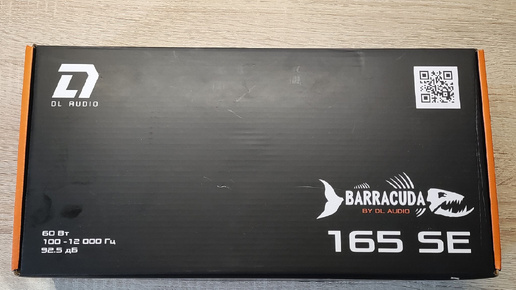 DL AUDIO
BARRACUDA
BY DL AUDIO
165 SE
60 Вт
100 - 12 000 Гц
92.5 дБ